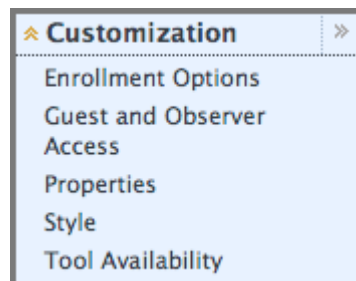 Customization
Enrollment Options
Guest and Observer
Access
Properties
Style
Tool Availability